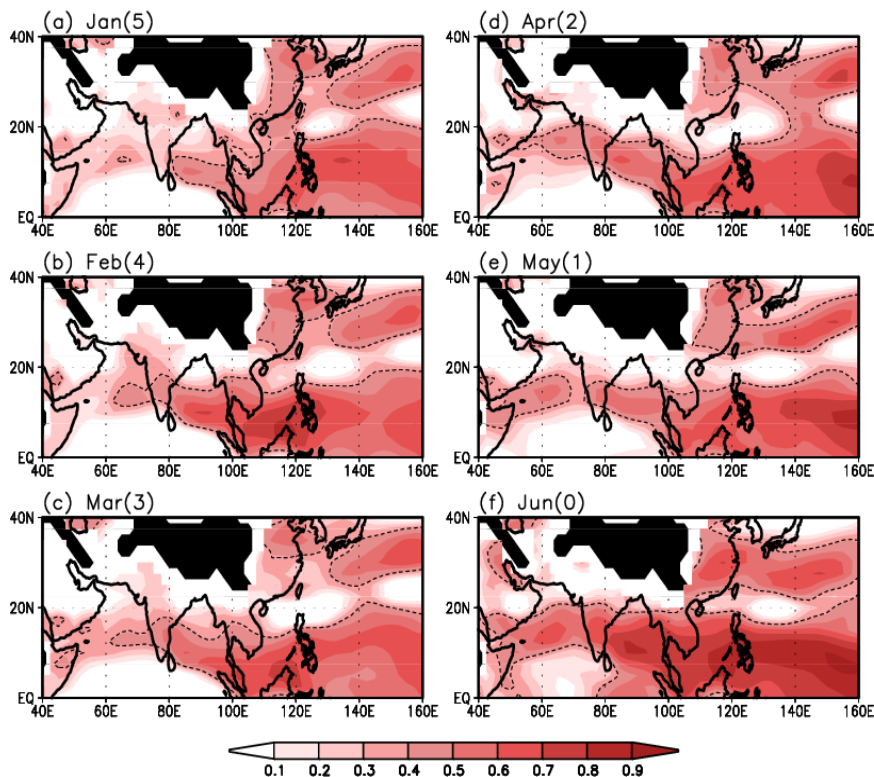 (a) Jan(5)
40N
20N
EQ
40E 60E 80E 100E 120E 140E 160E
(b) Feb(4)
40N
20N
EQ
40E 60E 80E 100E 120E 140E 160E
(c) Mar(3)
40N
20N
EQ
40E 60E 80E 100E 120E 140E 160E
(d) Apr(2)
40N
20N
EQ
40E 60E 80E 100E 120E 140E 160E
(e) May(1)
40N
20N
EQ
40E 60E 80E 100E 120E 140E 160E
(f) Jun(0)
40N
20N
EQ
40E 60E 80E 100E 120E 140E 160E
0.1 0.2 0.3 0.4 0.5 0.6 0.7 0.8 0.9